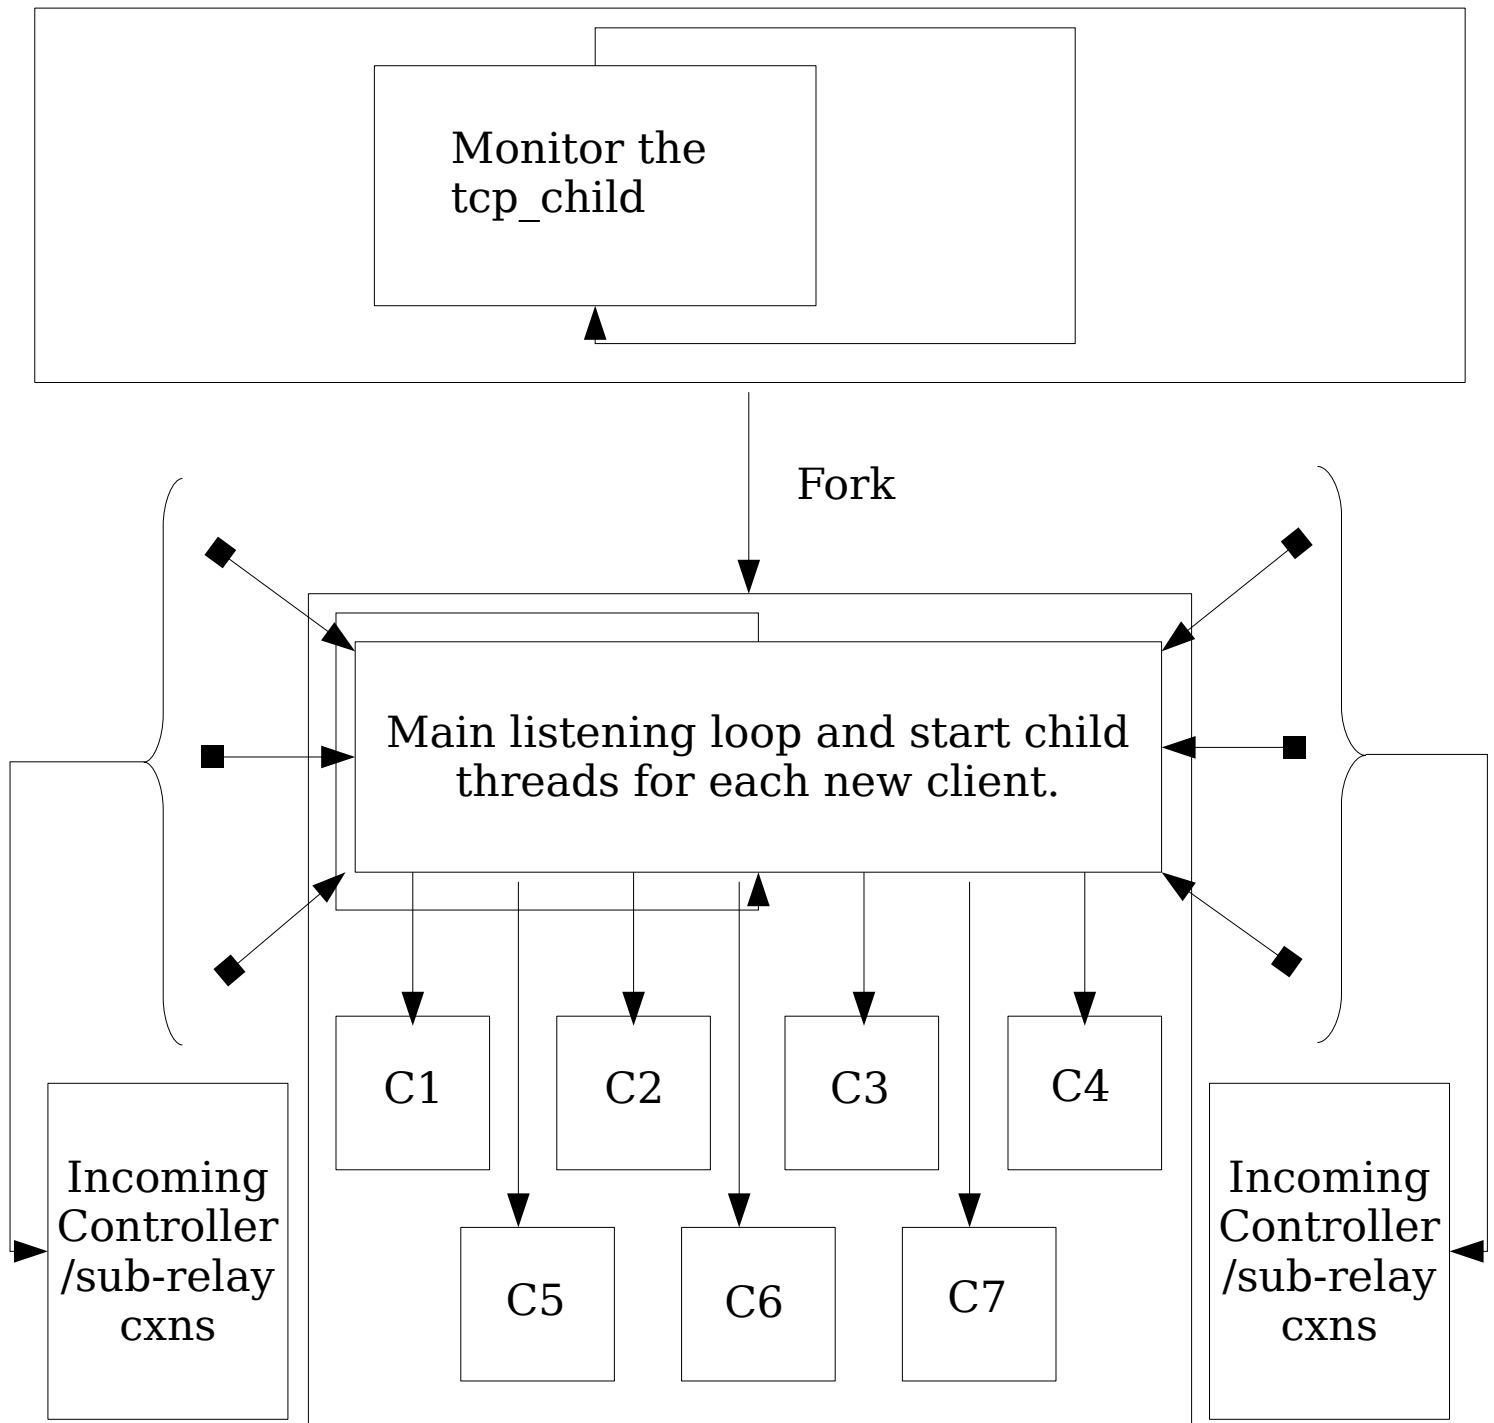 Monitor the
tcp_child
Fork
Main listening loop and start child
threads for each new client.
C1
C2
C3
C4
C5
C6
C7
Incoming
Controller
/sub-relay
cxns
Incoming
Controller
/sub-relay
cxns